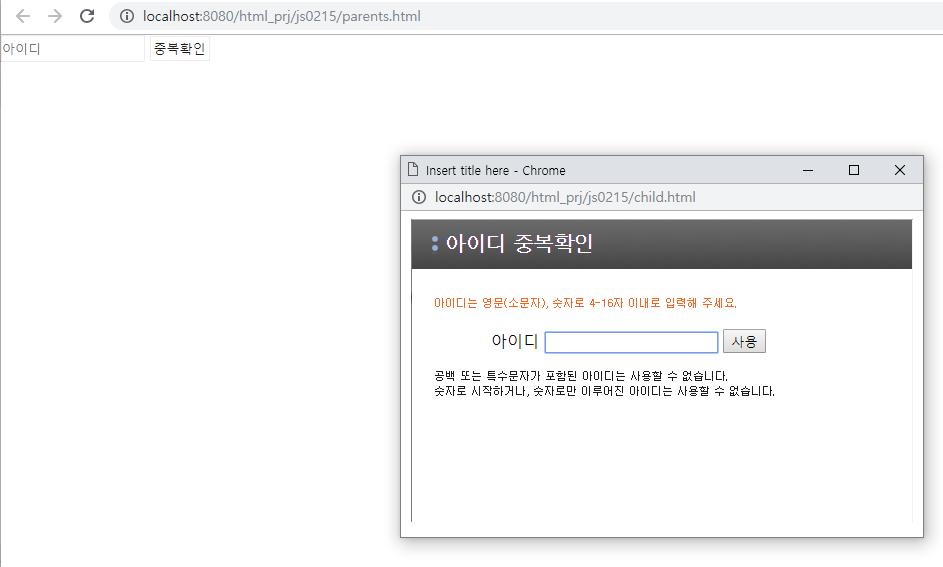 localhost:8080/html_prj/js0215/parents.html
아이디 중복확인
Insert title here - Chrome
localhost:8080/html_prj/js0215/child.html
아이디 중복확인
아이디는 영문(소문자), 숫자로 4-16자 이내로 입력해 주세요.
아이디 사용
공백 또는 특수문자가 포함된 아이디는 사용할 수 없습니다.
숫자로 시작하거나, 숫자로만 이루어진 아이디는 사용할 수 없습니다.